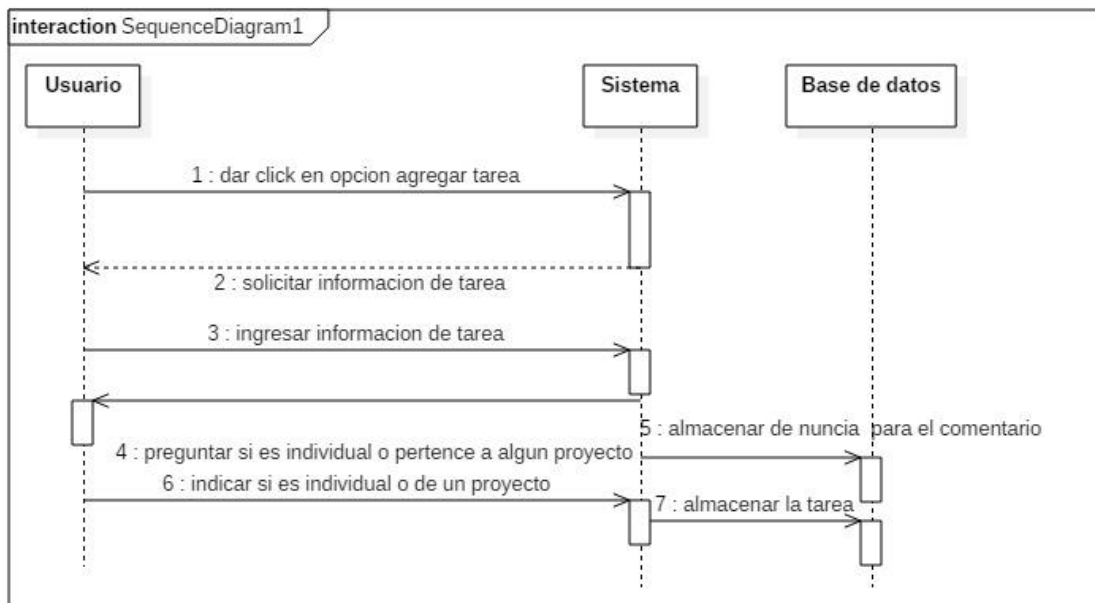 interaction SequenceDiagram1
Usuario
Sistema
Base de datos
1 : dar click en opcion agregar tarea
2 : solicitar informacion de tarea
3 : ingresar informacion de tarea
5 : almacenar de nuncia para el comentario
4 : preguntar si es individual o pertence a algun proyecto
6 : indicar si es individual o de un proyecto
7 : almacenar la tarea